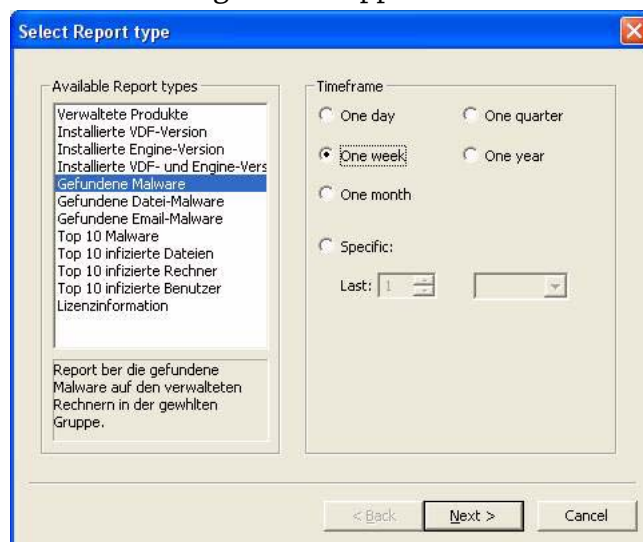 Select Report type
Available Report types
Verwaltete Produkte
Installierte VDF-Version
Installierte Engine-Version
Installierte VDF- und Engine-Vers
Gefundene Malware
Gefundene Datei-Malware
Gefundene Email-Malware
Top 10 Malware
Top 10 infizierte Dateien
Top 10 infizierte Rechner
Top 10 infizierte Benutzer
Lizenzinformation
Report ber die gefundene
Malware auf den verwalteten
Rechnern in der gewhlten
Gruppe.
Timeframe
One day
One quarter
One week
One year
One month
Specific:
Last: 1
< Back
Next >
Cancel